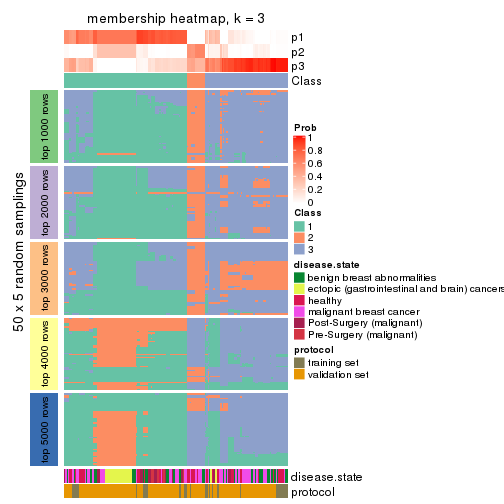 membership heatmap, k = 3
p1
p2
p3
Class
50 x 5 random samplings
top 1000 rows
top 2000 rows
top 3000 rows
top 4000 rows
top 5000 rows
Prob
1
0.8
0.6
0.4
0.2
0
Class
1
2
3
disease.state
benign breast abnormalities
ectopic (gastrointestinal and brain) cancers
healthy
malignant breast cancer
Post-Surgery (malignant)
Pre-Surgery (malignant)
protocol
training set
validation set
disease.state
protocol